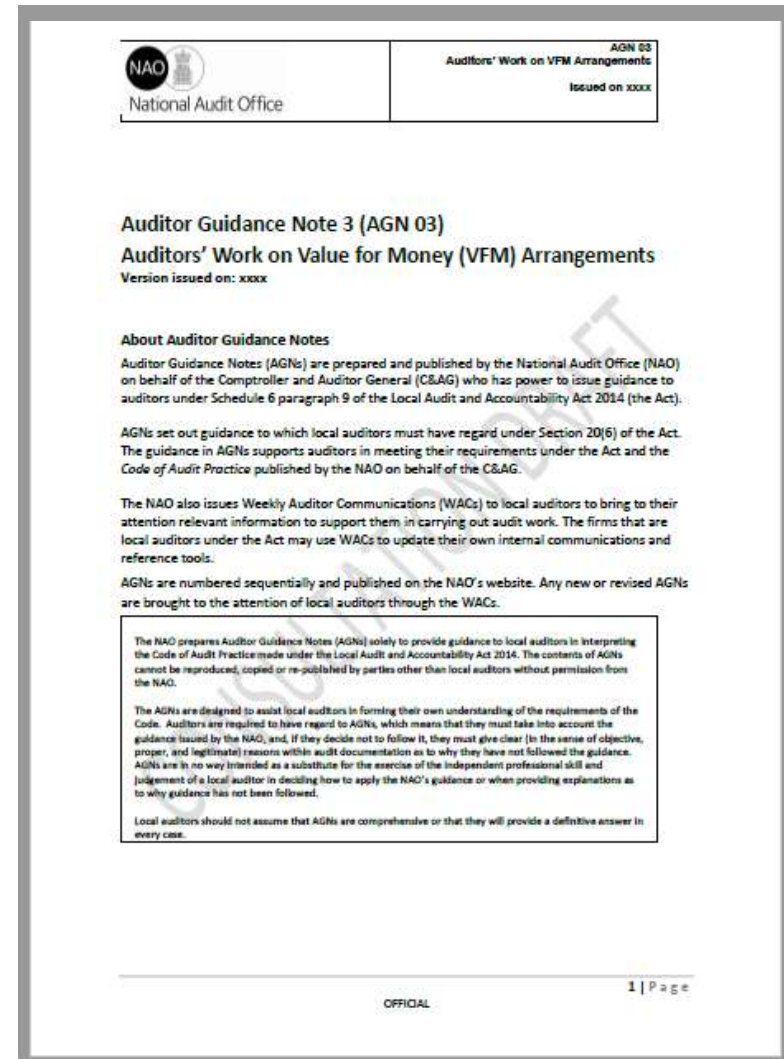 NAO
National Audit Office
AGN 03
Auditors' Work on VFM Arrangements
Issued on xxxx
Auditor Guidance Note 3 (AGN 03)
Auditors' Work on Value for Money (VFM) Arrangements
Version issued on: xxxx
About Auditor Guidance Notes
Auditor Guidance Notes (AGNs) are prepared and published by the National Audit Office (NAO)
on behalf of the Comptroller and Auditor General (C&AG) who has power to issue guidance to
auditors under Schedule 6 paragraph 9 of the Local Audit and Accountability Act 2014 (the Act).
AGNs set out guidance to which local auditors must have regard under Section 20(6) of the Act.
The guidance in AGNs supports auditors in meeting their requirements under the Act and the
Code of Audit Practice published by the NAO on behalf of the C&AG.
The NAO also issues Weekly Auditor Communications (WACs) to local auditors to bring to their
attention relevant information to support them in carrying out audit work. The firms that are
local auditors under the Act may use WACs to update their own internal communications and
reference tools.
AGNs are numbered sequentially and published on the NAO's website. Any new or revised AGNs
are brought to the attention of local auditors through the WACs.
The NAO prepares Auditor Guidance Notes (AGNs) solely to provide guidance to local auditors in interpreting
the Code of Audit Practice made under the Local Audit and Accountability Act 2014. The contents of AGNs
cannot be reproduced, copied or re-published by parties other than local auditors without permission from
the NAO.
The AGNs are designed to assist local auditors in forming their own understanding of the requirements of the
Code. Auditors are required to have regard to AGNs, which means that they must take into account the
guidance issued by the NAO, and, if they decide not to follow it, they must give clear (in the sense of objective,
proper, and legitimate) reasons within audit documentation as to why they have not followed the guidance.
AGNs are in no way intended as a substitute for the exercise of the independent professional skill and
judgement of a local auditor in deciding how to apply the NAO's guidance or when providing explanations as
to why guidance has not been followed.
Local auditors should not assume that AGNs are comprehensive or that they will provide a definitive answer in
every case.
CONSULTATION DRAFT
1 | Page
OFFICIAL